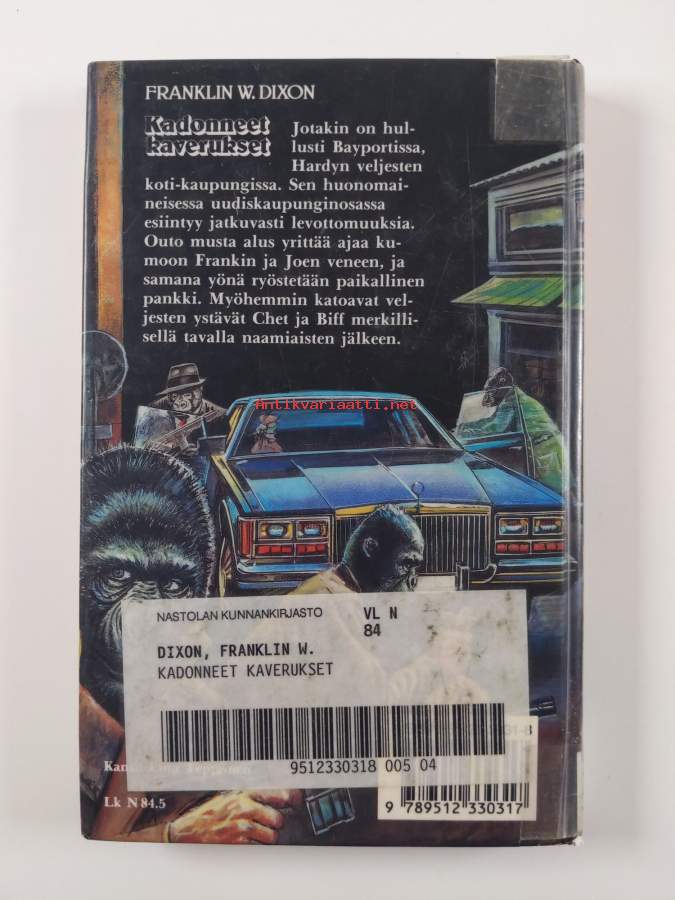 FRANKLIN W. DIXON
Kadonneet
kaverukset
Jotakin on hul-
lusti Bayportissa,
Hardyn veljesten
koti-kaupungissa. Sen huonomai-
neisessa uudiskaupunginosassa
esiintyy jatkuvasti levottomuuksia.
Outo musta alus yrittää ajaa ku-
moon Frankin ja Joen veneen, ja
samana yönä ryöstetään paikallinen
pankki. Myöhemmin katoavat vel-
jesten ystävät Chet ja Biff merkilli-
sellä tavalla naamiaisten jälkeen.
Antikvariaatti.net
NASTOLAN KUNNANKIRJASTO VL N
84
DIXON, FRANKLIN W.
KADONNEET KAVERUKSET
9512330318 005 04
Lk N 84.5
9 789512 330317